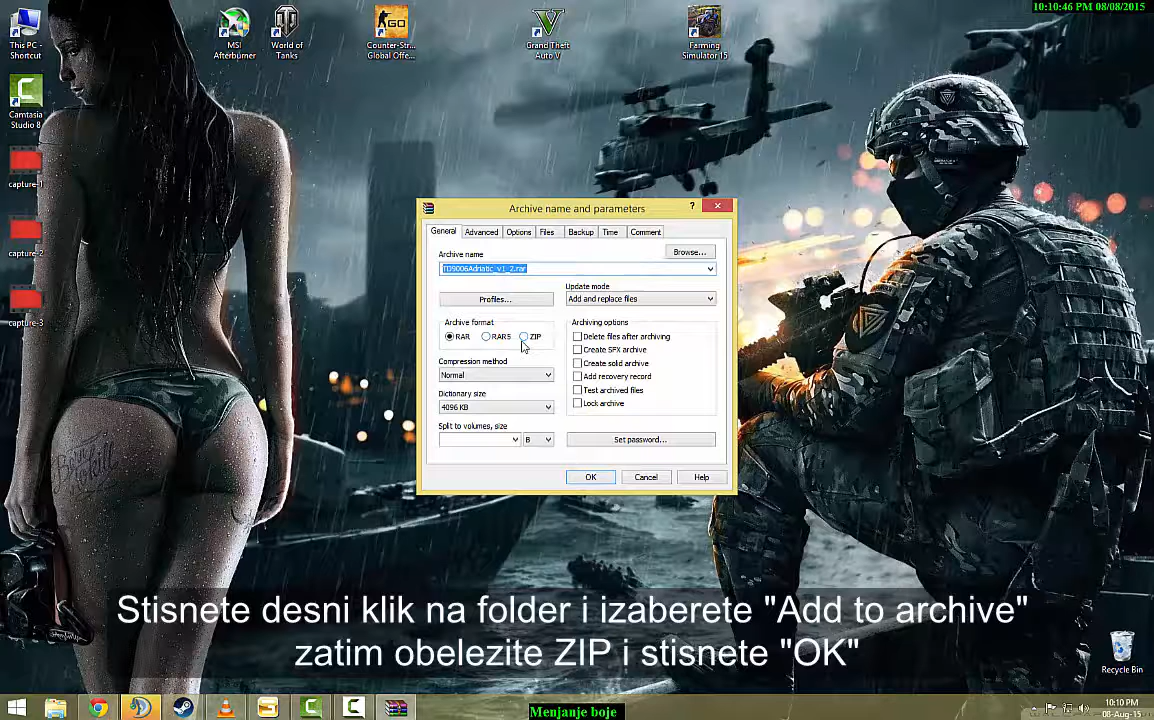 10:10:46 PM 08/08/2015
This PC - Shortcut
MSI Afterburner
World of Tanks
Counter-Str... Global Offe...
Grand Theft Auto V
Farming Simulator 15
Camtasia Studio 8
capture-1
capture-2
capture-3
Archive name and parameters
?
General Advanced Options Files Backup Time Comment
Archive name
Browse...
TD9006Adriatic_v1_2.rar
Profiles...
Update mode
Add and replace files
Archive format
RAR RAR5 ZIP
Compression method
Normal
Dictionary size
4096 KB
Split to volumes, size
B
Archiving options
Delete files after archiving
Create SFX archive
Create solid archive
Add recovery record
Test archived files
Lock archive
Set password...
OK Cancel Help
Stisnete desni klik na folder i izaberete "Add to archive"
zatim obelezite ZIP i stisnete "OK"
Recycle Bin
Menjanje boje
10:10 PM
08-Aug-15